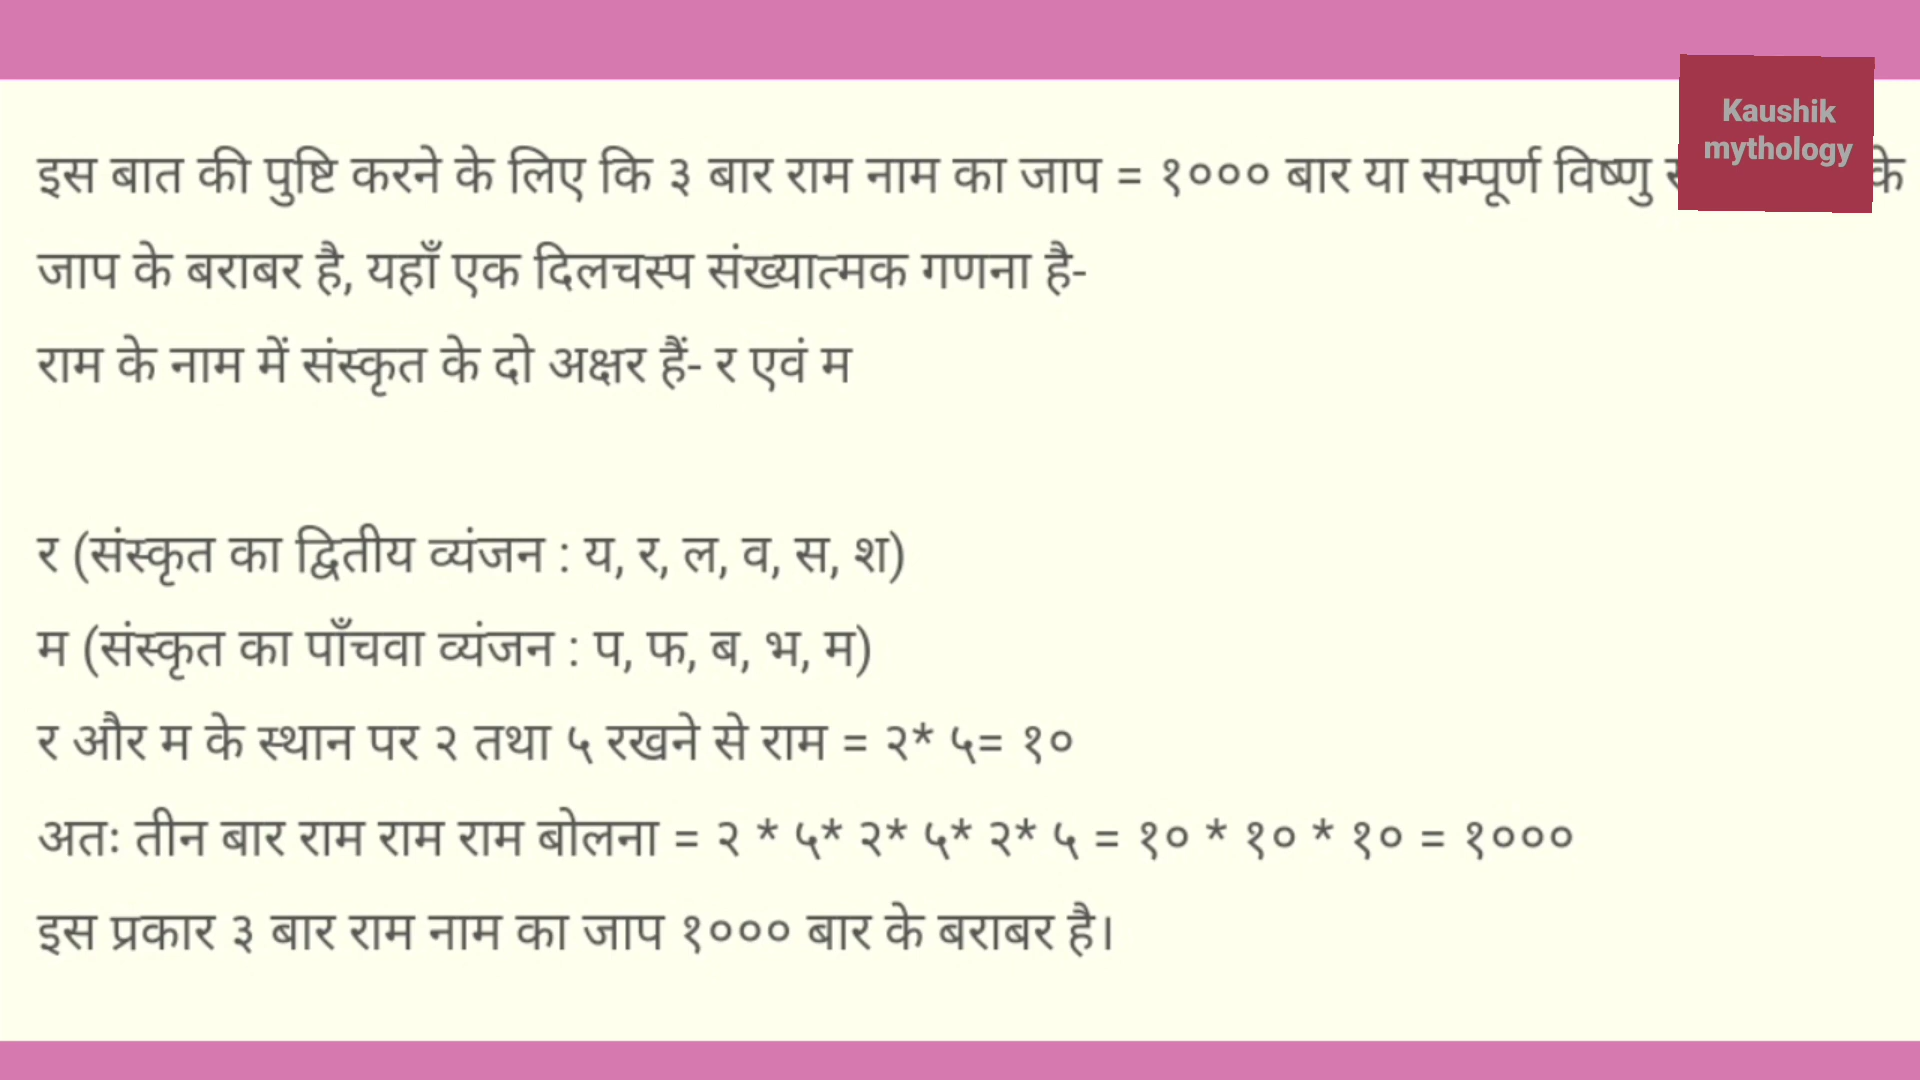 इस बात की पुष्टि करने के लिए कि ३ बार राम नाम का जाप = १००० बार या सम्पूर्ण विष्णु के
जाप के बराबर है, यहाँ एक दिलचस्प संख्यात्मक गणना है-
राम के नाम में संस्कृत के दो अक्षर हैं- र एवं म
र (संस्कृत का द्वितीय व्यंजन : य, र, ल, व, स, श)
म (संस्कृत का पाँचवा व्यंजन : प, फ, ब, भ, म)
र और म के स्थान पर २ तथा ५ रखने से राम = २* ५= १०
अतः तीन बार राम राम राम बोलना = २ * ५* २* ५* २* ५ = १० * १० * १० = १०००
इस प्रकार ३ बार राम नाम का जाप १००० बार के बराबर है।
Kaushik
mythology